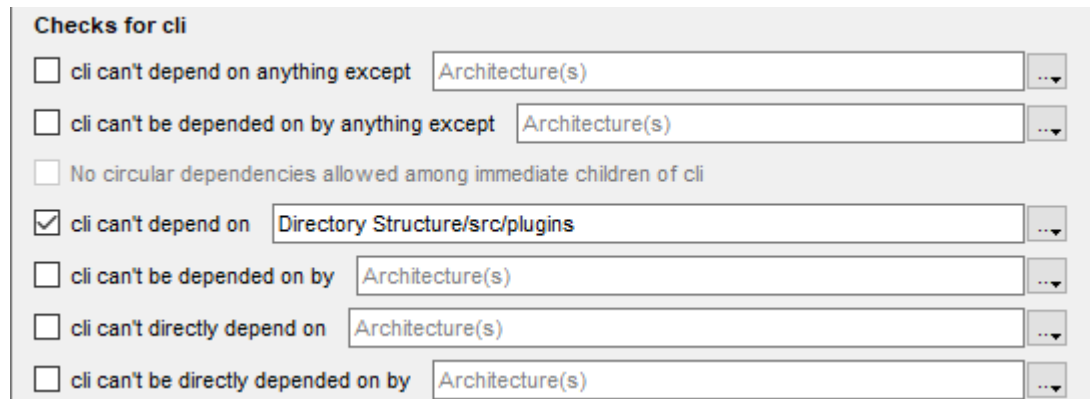 Checks for cli
cli can't depend on anything except Architecture(s) ...
cli can't be depended on by anything except Architecture(s) ...
No circular dependencies allowed among immediate children of cli
cli can't depend on Directory Structure/src/plugins ...
cli can't be depended on by Architecture(s) ...
cli can't directly depend on Architecture(s) ...
cli can't be directly depended on by Architecture(s) ...